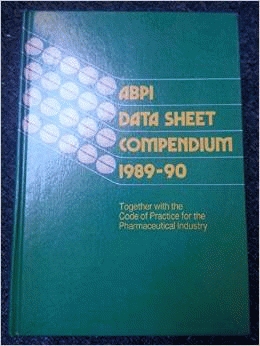 ABPI
DATA SHEET
COMPENDIUM
1989-90
Together with the
Code of Practice for the
Pharmaceutical Industry